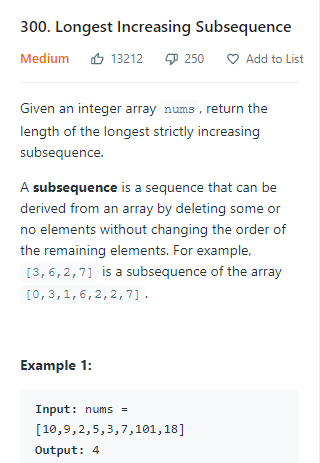 300. Longest Increasing Subsequence
Medium 13212 250 Add to List
Given an integer array nums , return the
length of the longest strictly increasing
subsequence.
A subsequence is a sequence that can be
derived from an array by deleting some or
no elements without changing the order of
the remaining elements. For example,
[3,6,2,7] is a subsequence of the array
[0,3,1,6,2,2,7] .
Example 1:
Input: nums =
[10,9,2,5,3,7,101,18]
Output: 4